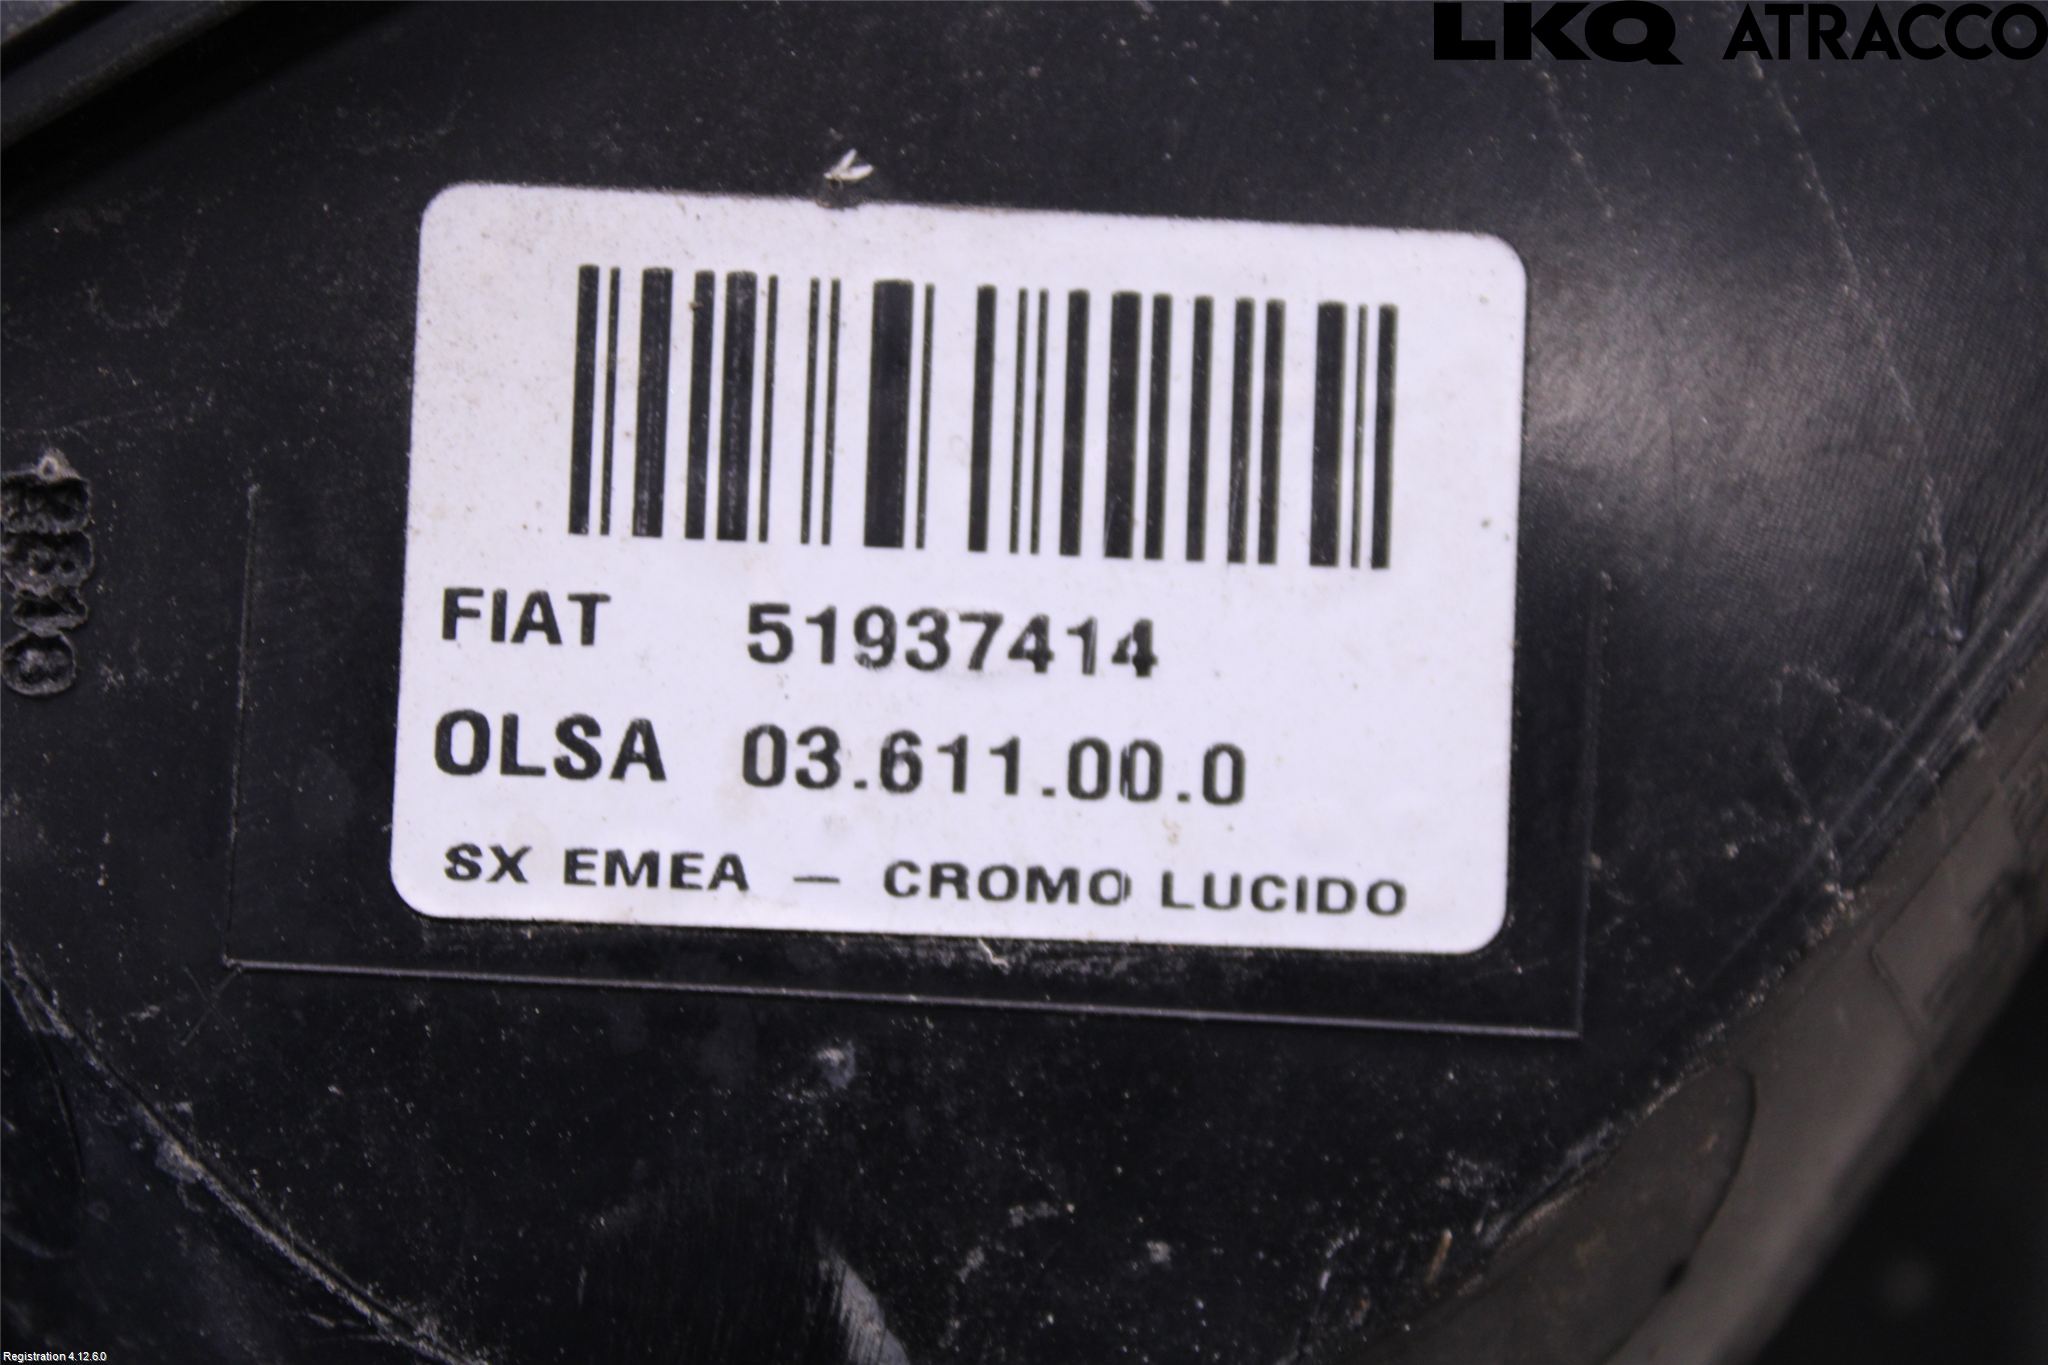 LKQ ATRACCO
FIAT 51937414
OLSA 03.611.00.0
SX EMEA - CROMO LUCIDO
Registration 4.12.6.0